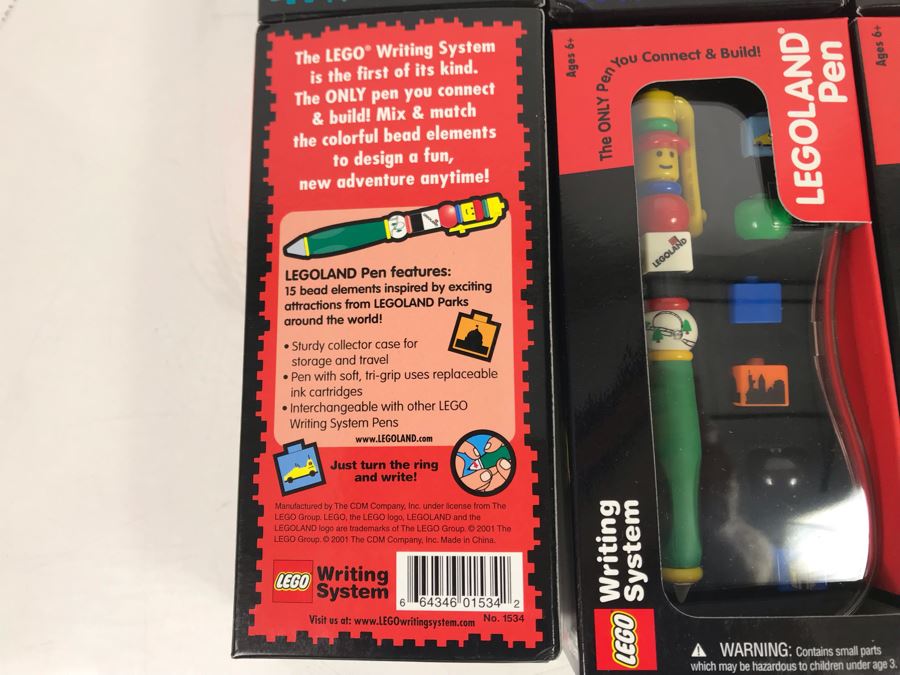 The LEGO® Writing System
is the first of its kind.
The ONLY pen you connect
& build! Mix & match
the colorful bead elements
to design a fun,
new adventure anytime!
LEGOLAND Pen features:
15 bead elements inspired by exciting
attractions from LEGOLAND Parks
around the world!
• Sturdy collector case for
storage and travel
• Pen with soft, tri-grip uses replaceable
ink cartridges
• Interchangeable with other LEGO
Writing System Pens
www.LEGOLAND.com
Just turn the ring
and write!
Manufactured by The CDM Company, Inc. under license from The
LEGO Group. LEGO, the LEGO logo, LEGOLAND and the
LEGOLAND logo are trademarks of The LEGO Group. © 2001 The
LEGO Group. © 2001 The CDM Company, Inc. Made in China.
LEGO
Writing
System
6 64346 01534 2
Visit us at: www.LEGOwritingsystem.com
No. 1534
Ages 6+
The ONLY Pen You Connect & Build!
LEGOLAND®
Pen
LEGOLAND
LEGO
Writing
System
WARNING: Contains small parts
which may be hazardous to children under age 3.
Ages 6+